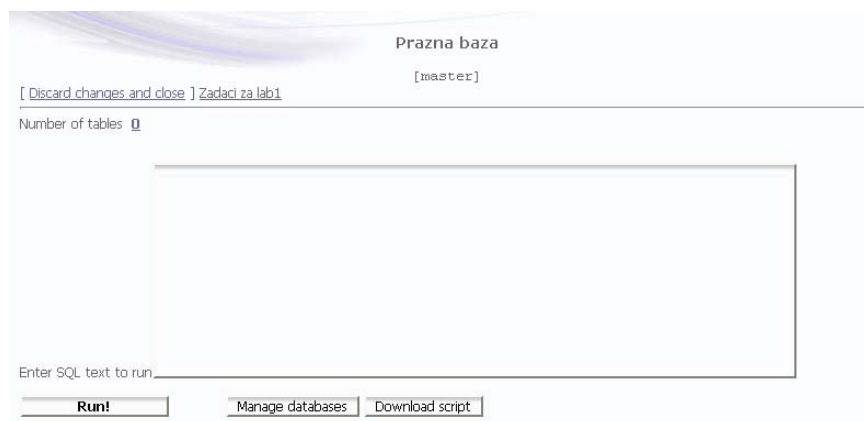 Prazna baza
[master]
[ Discard changes and close ] Zadaci za lab1
Number of tables 0
Enter SQL text to run
Run! Manage databases Download script